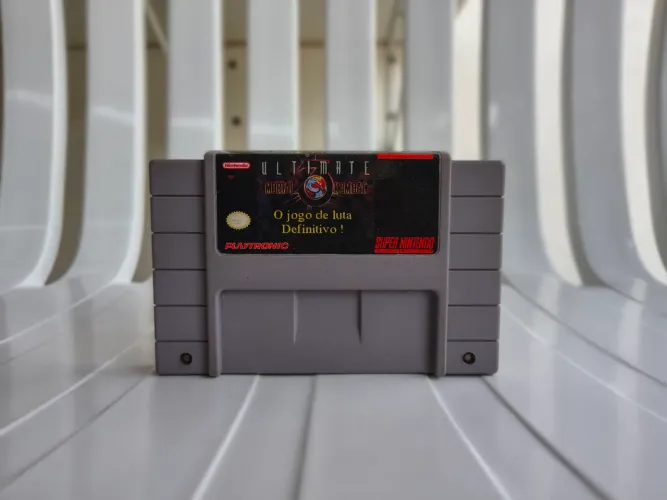 Nintendo
ULTIMATE
MORTAL KOMBAT
O jogo de luta
Definitivo !
PLAYTRONIC
SUPER NINTENDO